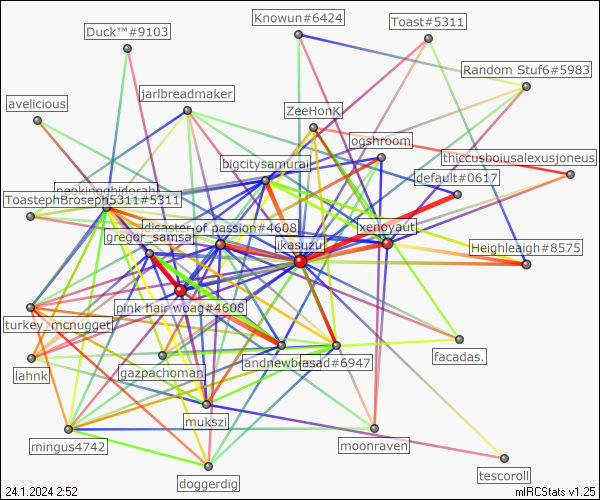 Knowun#6424
Toast#5311
Duck™#9103
Random Stuf6#5983
jarlbreadmaker
avelicious
ZeeHonK
ogshroom
thiccusboiusalexusjoneus
bigcitysamurai
default#0617
neokingghidorah
ToastephBroseph5311#5311
disaster of passion#4608
xenoyaut
gregor_samsa
ikasuzu
Heighleaigh#8575
pink hair woag#4608
turkey_mcnugget
facadas.
andnewbiasad#6947
lahnk
gazpachoman
mukszi
mingus4742
moonraven
tescoroll
doggerdig
24.1.2024 2:52
mIRCStats v1.25